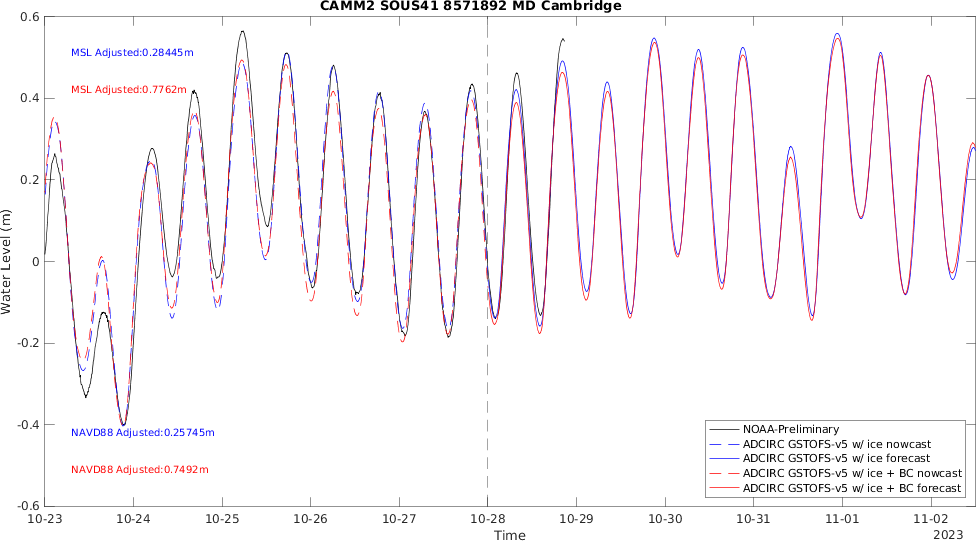 CAMM2 SOUS41 8571892 MD Cambridge
MSL Adjusted:0.28445m
MSL Adjusted:0.7762m
NAVD88 Adjusted:0.25745m
NAVD88 Adjusted:0.7492m
Water Level (m)
0.6
0.4
0.2
0
-0.2
-0.4
-0.6
NOAA-Preliminary
ADCIRC GSTOFS-v5 w/ ice nowcast
ADCIRC GSTOFS-v5 w/ ice forecast
ADCIRC GSTOFS-v5 w/ ice + BC nowcast
ADCIRC GSTOFS-v5 w/ ice + BC forecast
10-23 10-24 10-25 10-26 10-27 10-28 10-29 10-30 10-31 11-01 11-02
Time
2023